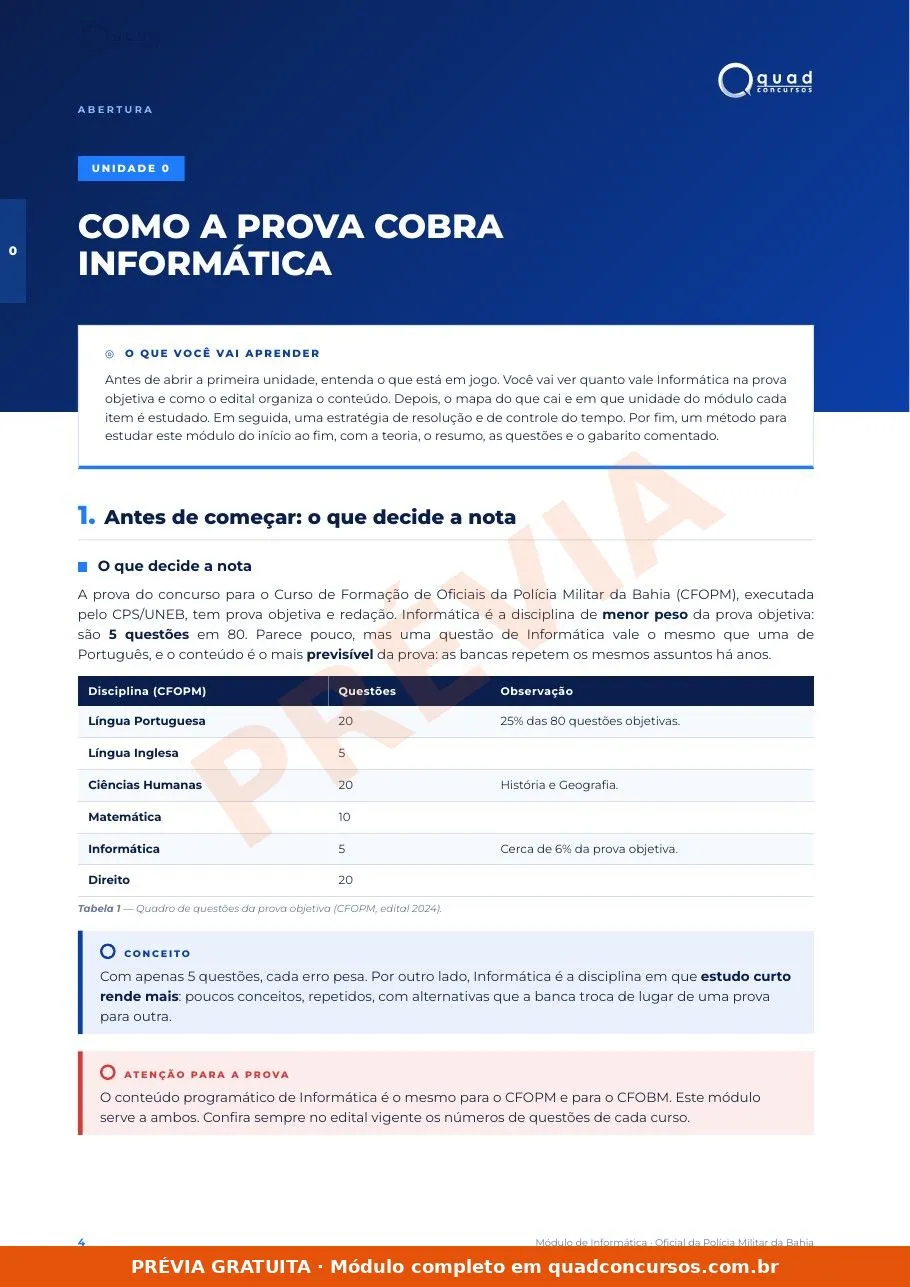 quad
concursos
ABERTURA
UNIDADE 0
0
COMO A PROVA COBRA
INFORMÁTICA
◎ O QUE VOCÊ VAI APRENDER
Antes de abrir a primeira unidade, entenda o que está em jogo. Você vai ver quanto vale Informática na prova
objetiva e como o edital organiza o conteúdo. Depois, o mapa do que cai e em que unidade do módulo cada
item é estudado. Em seguida, uma estratégia de resolução e de controle do tempo. Por fim, um método para
estudar este módulo do início ao fim, com a teoria, o resumo, as questões e o gabarito comentado.
1. Antes de começar: o que decide a nota
O que decide a nota
A prova do concurso para o Curso de Formação de Oficiais da Polícia Militar da Bahia (CFOPM), executada
pelo CPS/UNEB, tem prova objetiva e redação. Informática é a disciplina de menor peso da prova objetiva:
são 5 questões em 80. Parece pouco, mas uma questão de Informática vale o mesmo que uma de
Português, e o conteúdo é o mais previsível da prova: as bancas repetem os mesmos assuntos há anos.
Disciplina (CFOPM) Questões Observação
Língua Portuguesa 20 25% das 80 questões objetivas.
Língua Inglesa 5
Ciências Humanas 20 História e Geografia.
Matemática 10
Informática 5 Cerca de 6% da prova objetiva.
Direito 20
Tabela 1 — Quadro de questões da prova objetiva (CFOPM, edital 2024).
CONCEITO
Com apenas 5 questões, cada erro pesa. Por outro lado, Informática é a disciplina em que estudo curto
rende mais: poucos conceitos, repetidos, com alternativas que a banca troca de lugar de uma prova
para outra.
ATENÇÃO PARA A PROVA
O conteúdo programático de Informática é o mesmo para o CFOPM e para o CFOBM. Este módulo
serve a ambos. Confira sempre no edital vigente os números de questões de cada curso.
PRÉVIA
4 Módulo de Informática · Oficial da Polícia Militar da Bahia
PRÉVIA GRATUITA · Módulo completo em quadconcursos.com.br